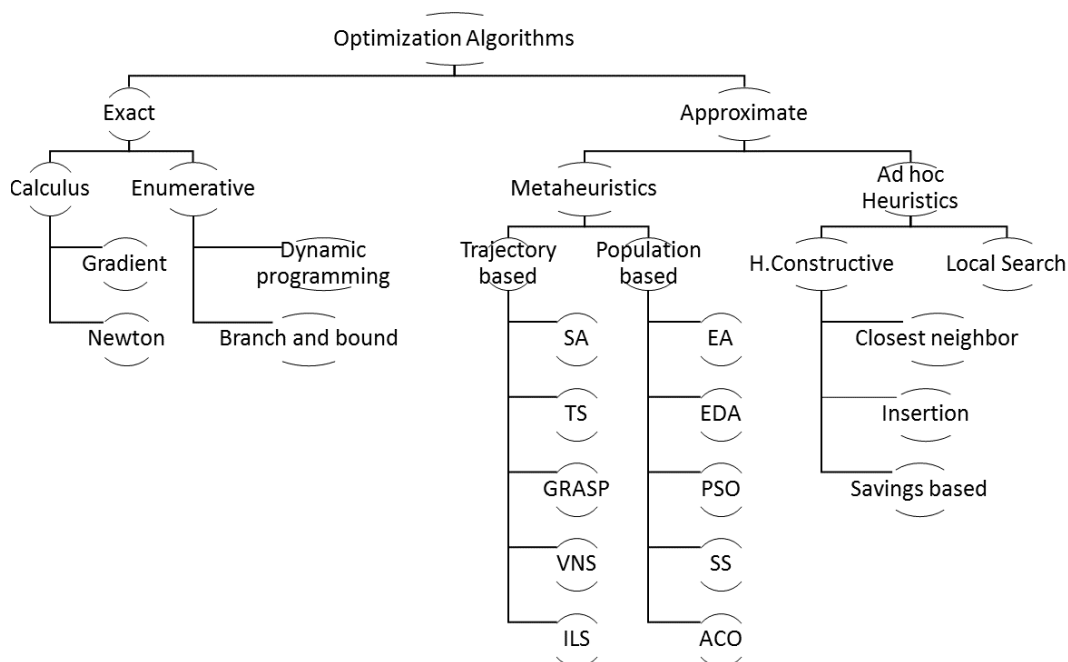 Optimization Algorithms
Exact
Approximate
Calculus
Enumerative
Metaheuristics
Ad hoc
Heuristics
Gradient
Newton
Dynamic
programming
Branch and bound
Trajectory
based
SA
TS
GRASP
VNS
ILS
Population
based
EA
EDA
PSO
SS
ACO
H.Constructive
Closest neighbor
Insertion
Savings based
Local Search